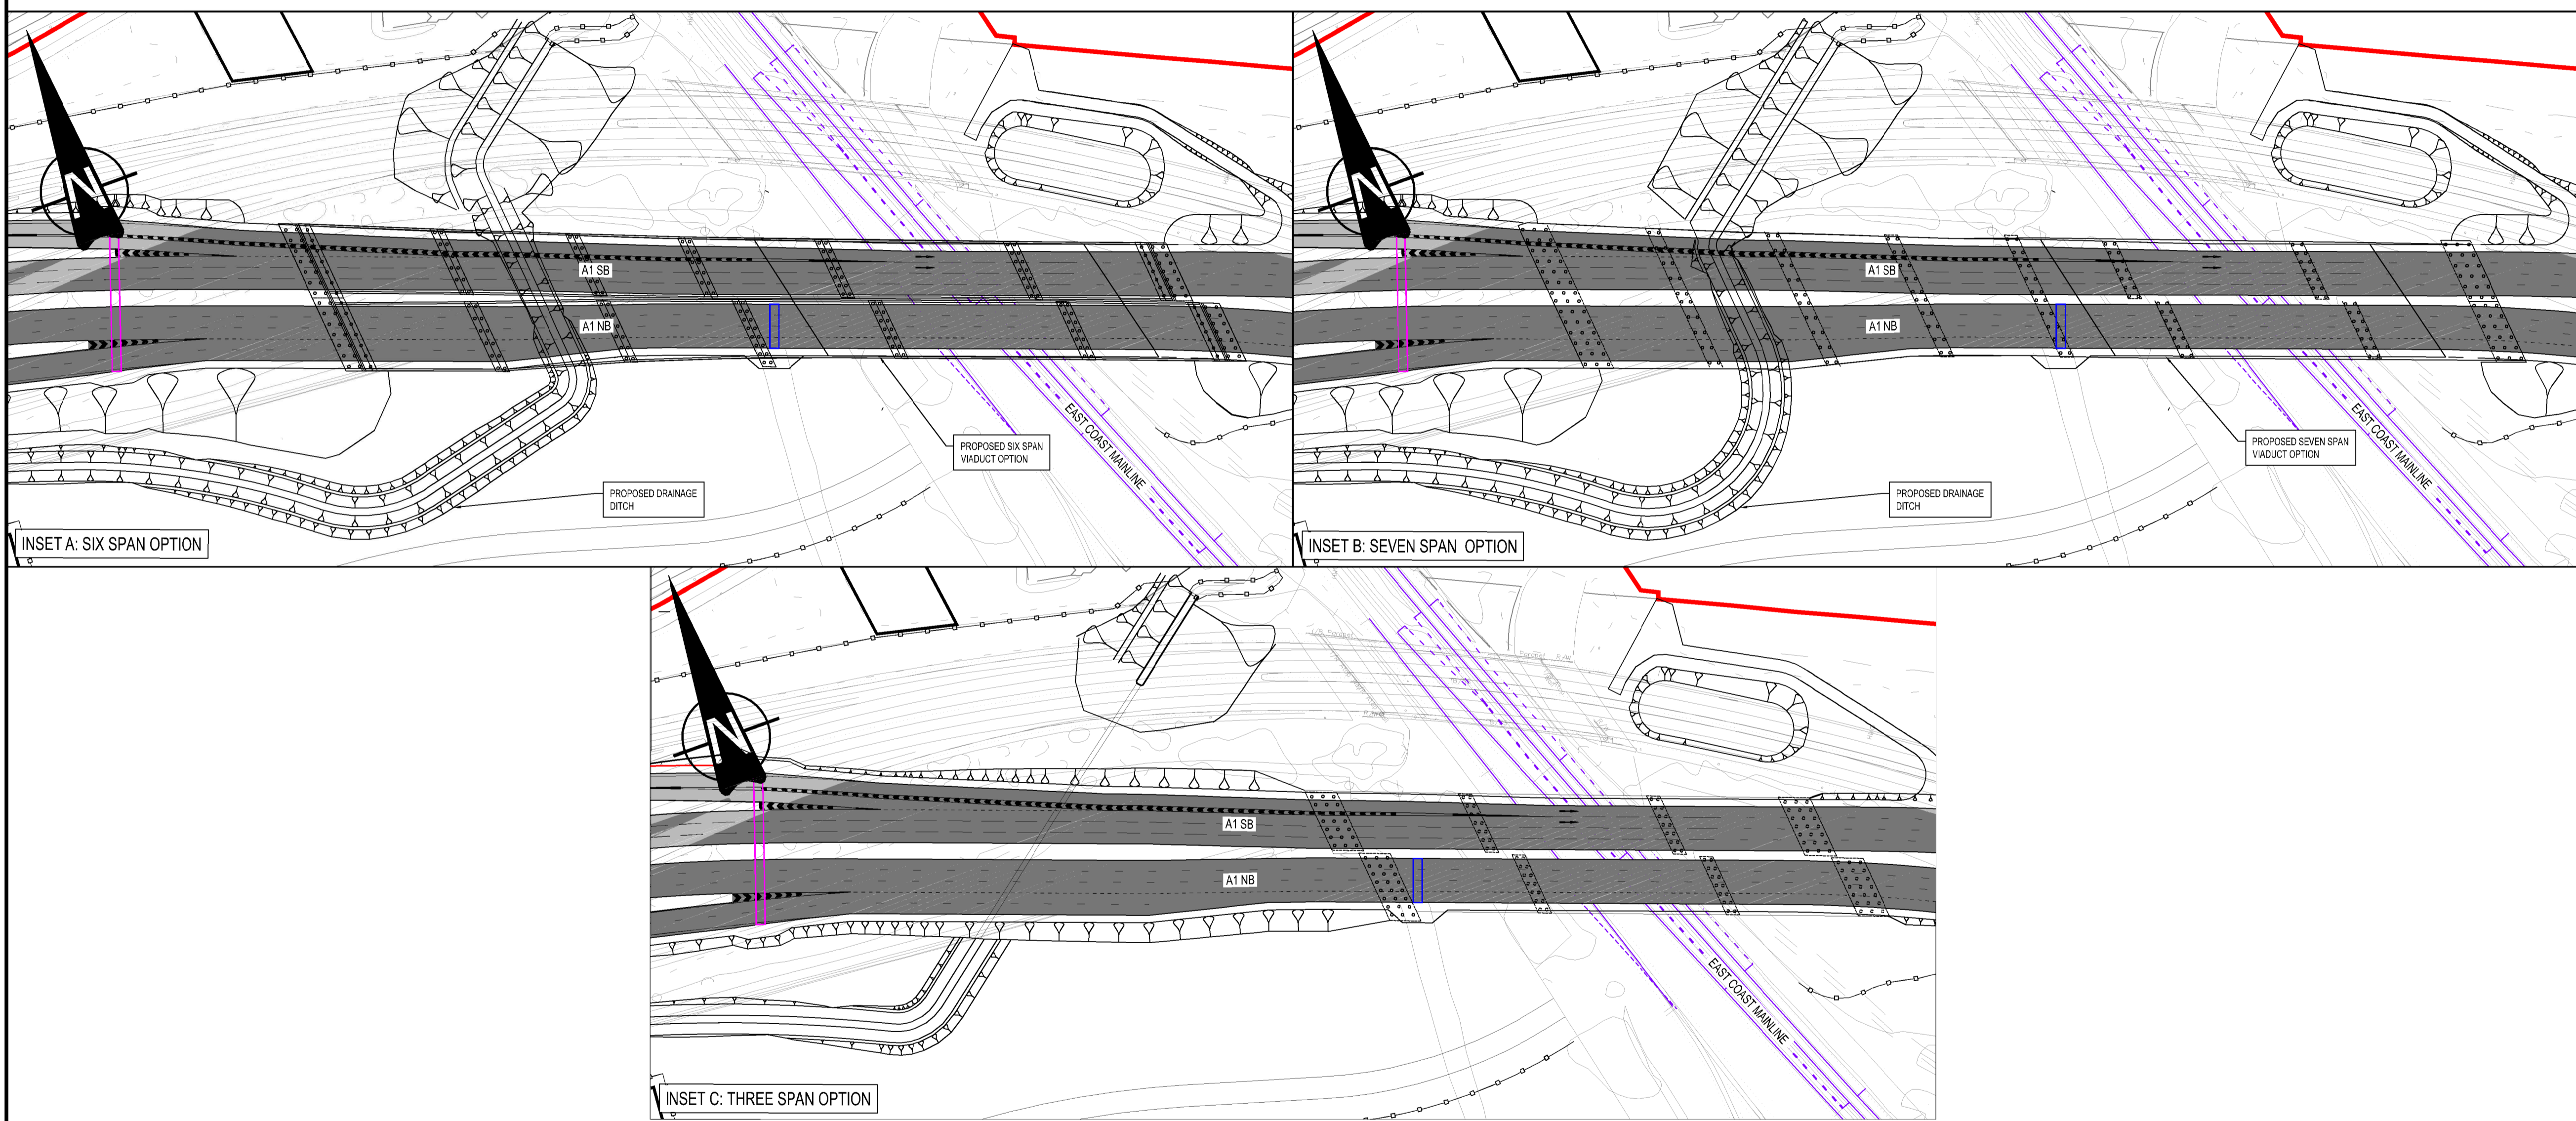 N
A1 SB
A1 NB
EAST COAST MAINLINE
PROPOSED SIX SPAN
VIADUCT OPTION
PROPOSED DRAINAGE
DITCH
INSET A: SIX SPAN OPTION
N
A1 SB
A1 NB
EAST COAST MAINLINE
PROPOSED SEVEN SPAN
VIADUCT OPTION
PROPOSED DRAINAGE
DITCH
INSET B: SEVEN SPAN OPTION
N
A1 SB
A1 NB
EAST COAST MAINLINE
INSET C: THREE SPAN OPTION